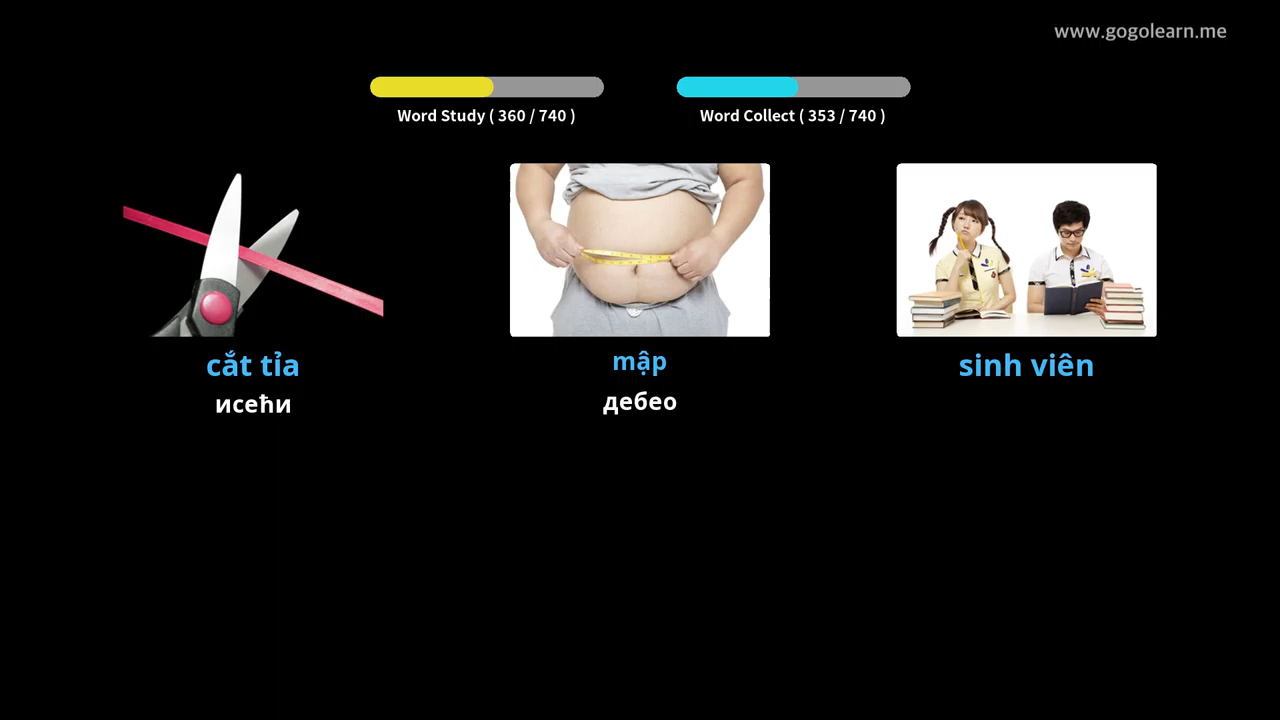 www.gogolearn.me
Word Study ( 360 / 740 )
Word Collect ( 353 / 740 )
cắt tỉa
исећи
mập
дебео
sinh viên